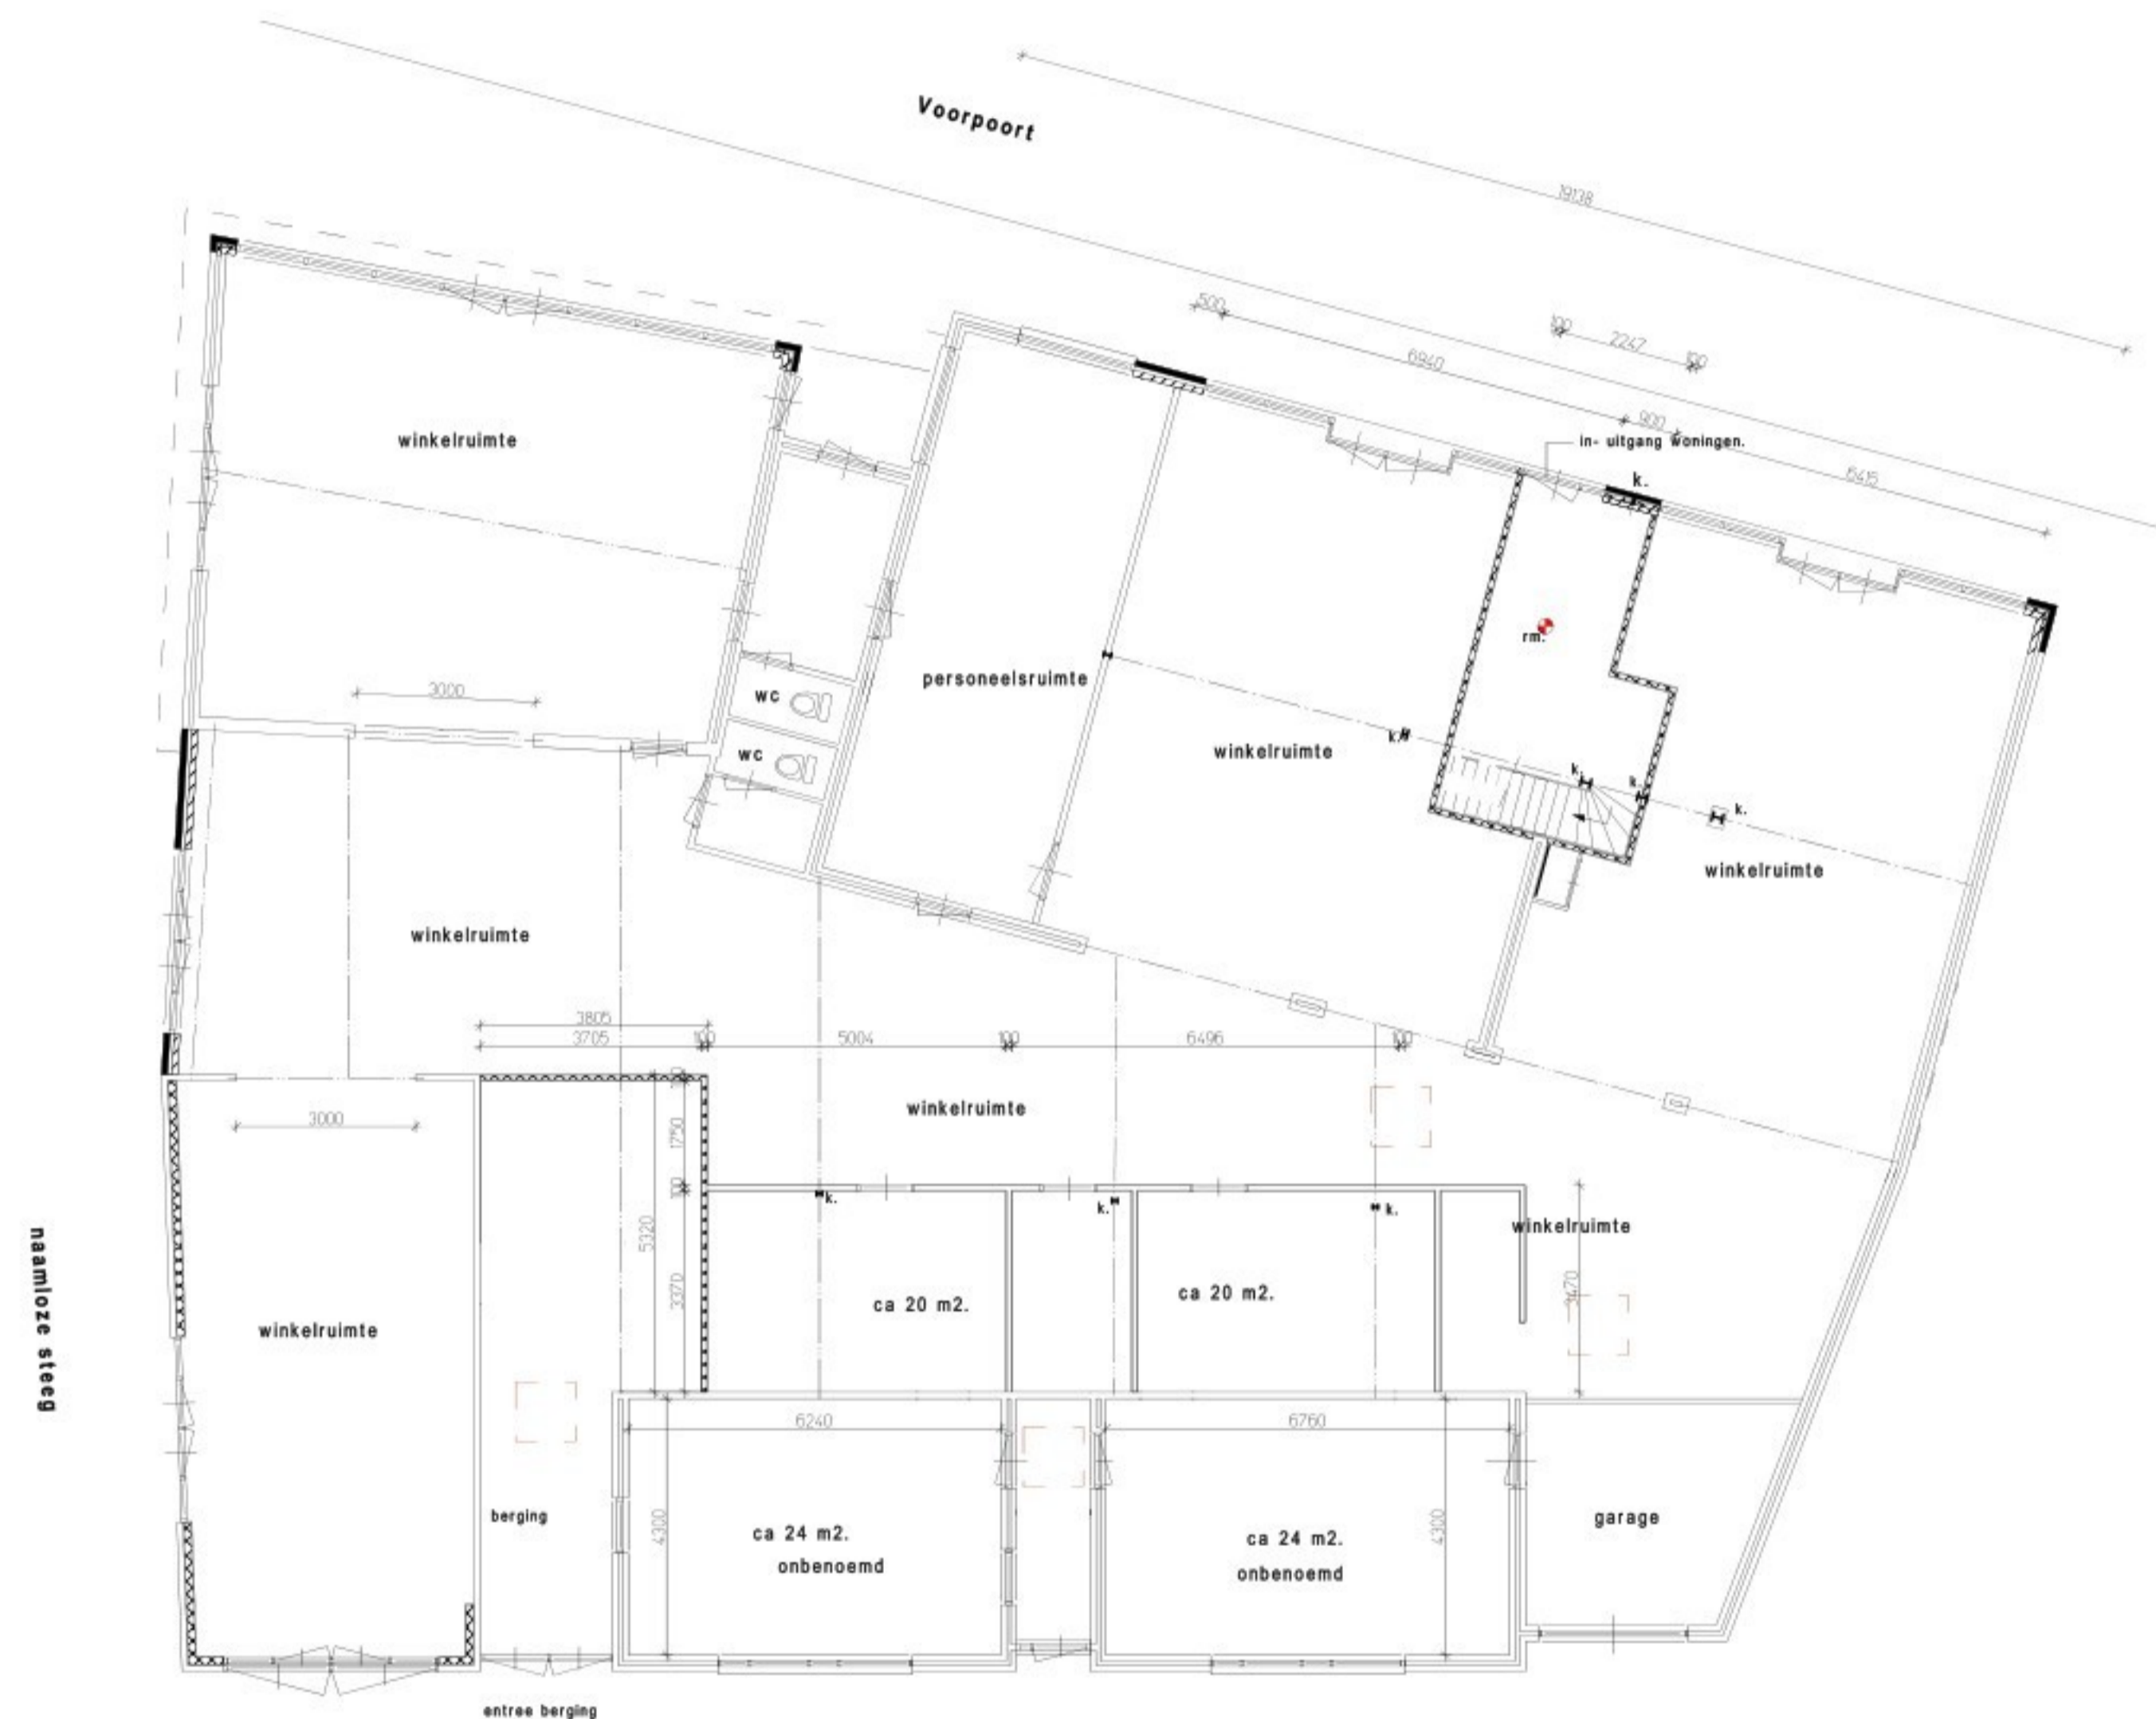 Voorpoort
19138
500
100
2247
100
6940
900
in- uitgang woningen.
k.
6415
winkelruimte
rm.
personeelsruimte
3000
wc
wc
winkelruimte
k.
k.
k.
k.
winkelruimte
winkelruimte
3805
3705
100
5004
100
6496
100
winkelruimte
3000
1750
100
k.
k.
k.
winkelruimte
5320
3370
3470
ca 20 m2.
ca 20 m2.
naamloze steeg
winkelruimte
6240
6760
berging
4300
ca 24 m2.
onbenoemd
4300
ca 24 m2.
onbenoemd
garage
entree berging